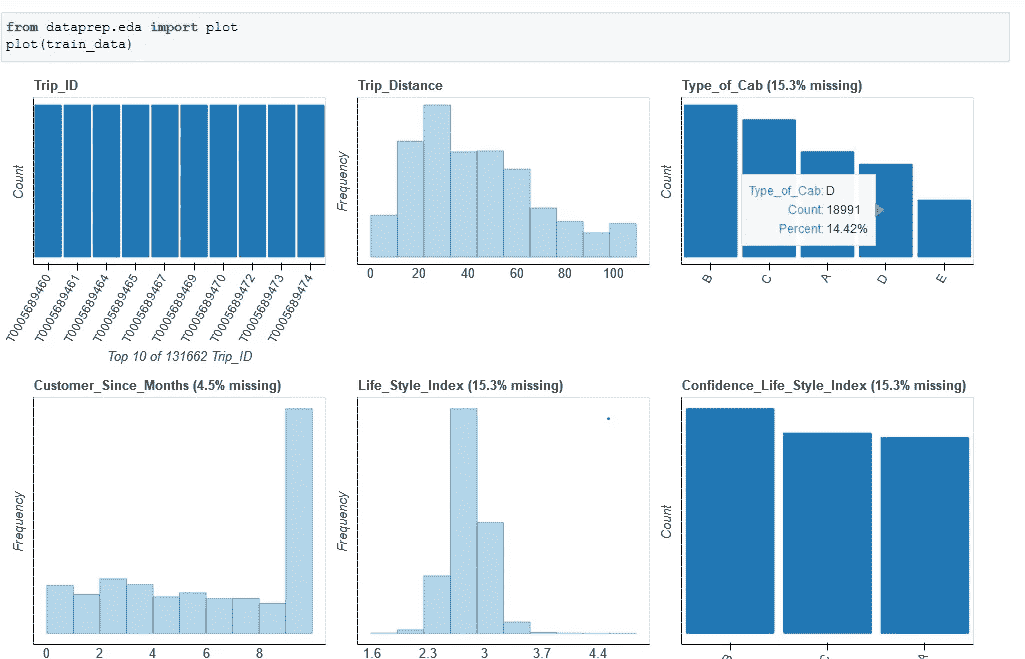 from dataprep.eda import plot
plot(train_data)
Trip_ID
Count
T0005689460
T0005689461
T0005689464
T0005689465
T0005689467
T0005689469
T0005689470
T0005689472
T0005689473
T0005689474
Top 10 of 131662 Trip_ID
Trip_Distance
Frequency
0 20 40 60 80 100
Type_of_Cab (15.3% missing)
Count
Type_of_Cab: D
Count: 18991
Percent: 14.42%
B C A D E
Customer_Since_Months (4.5% missing)
Frequency
0 2 4 6 8
Life_Style_Index (15.3% missing)
Frequency
1.6 2.3 3 3.7 4.4
Confidence_Life_Style_Index (15.3% missing)
Count